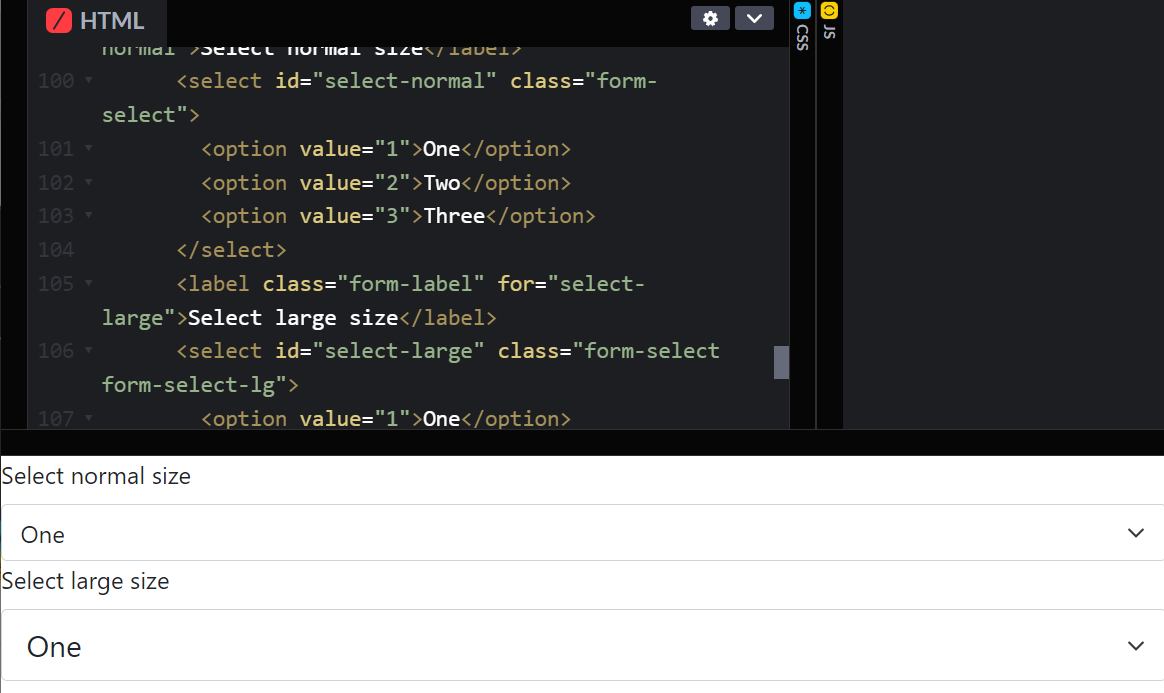 HTML
CSS
JS
normal">Select normal size</label>
100 <select id="select-normal" class="form-
select">
101 <option value="1">One</option>
102 <option value="2">Two</option>
103 <option value="3">Three</option>
104 </select>
105 <label class="form-label" for="select-
large">Select large size</label>
106 <select id="select-large" class="form-select
form-select-lg">
107 <option value="1">One</option>
Select normal size
One
Select large size
One